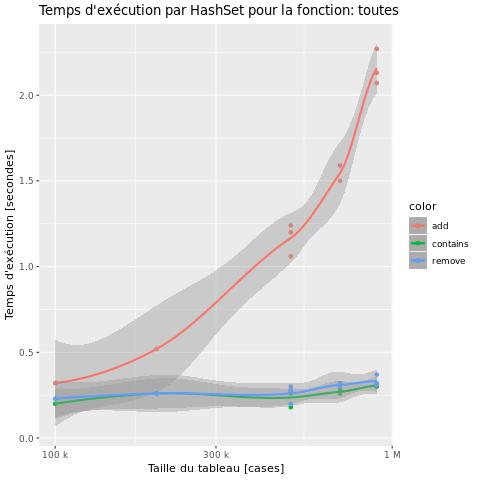 Temps d'exécution par HashSet pour la fonction: toutes
Temps d'exécution [secondes]
2.0
1.5
1.0
0.5
0.0
100 k
300 k
1 M
Taille du tableau [cases]
color
add
contains
remove